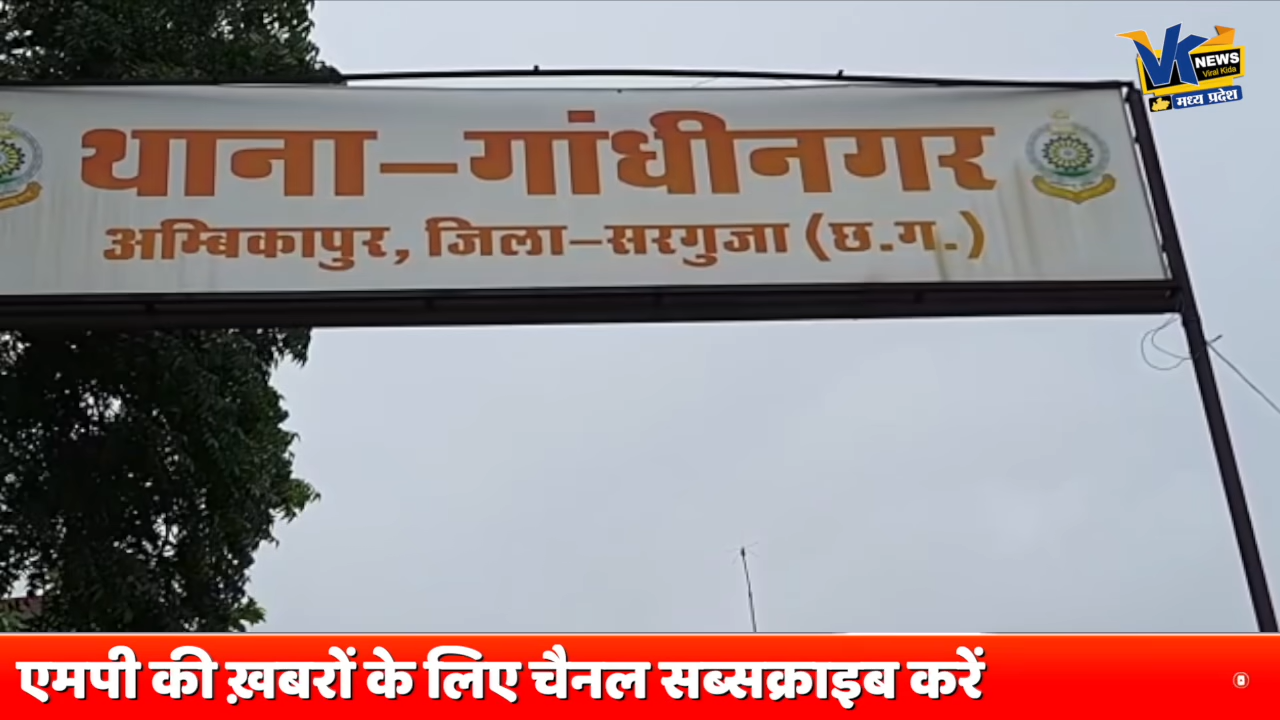 VK NEWS
Viral Kida
मध्य प्रदेश
थाना–गांधीनगर
अम्बिकापुर, जिला–सरगुजा (छ.ग.)
एमपी की ख़बरों के लिए चैनल सब्सक्राइब करें